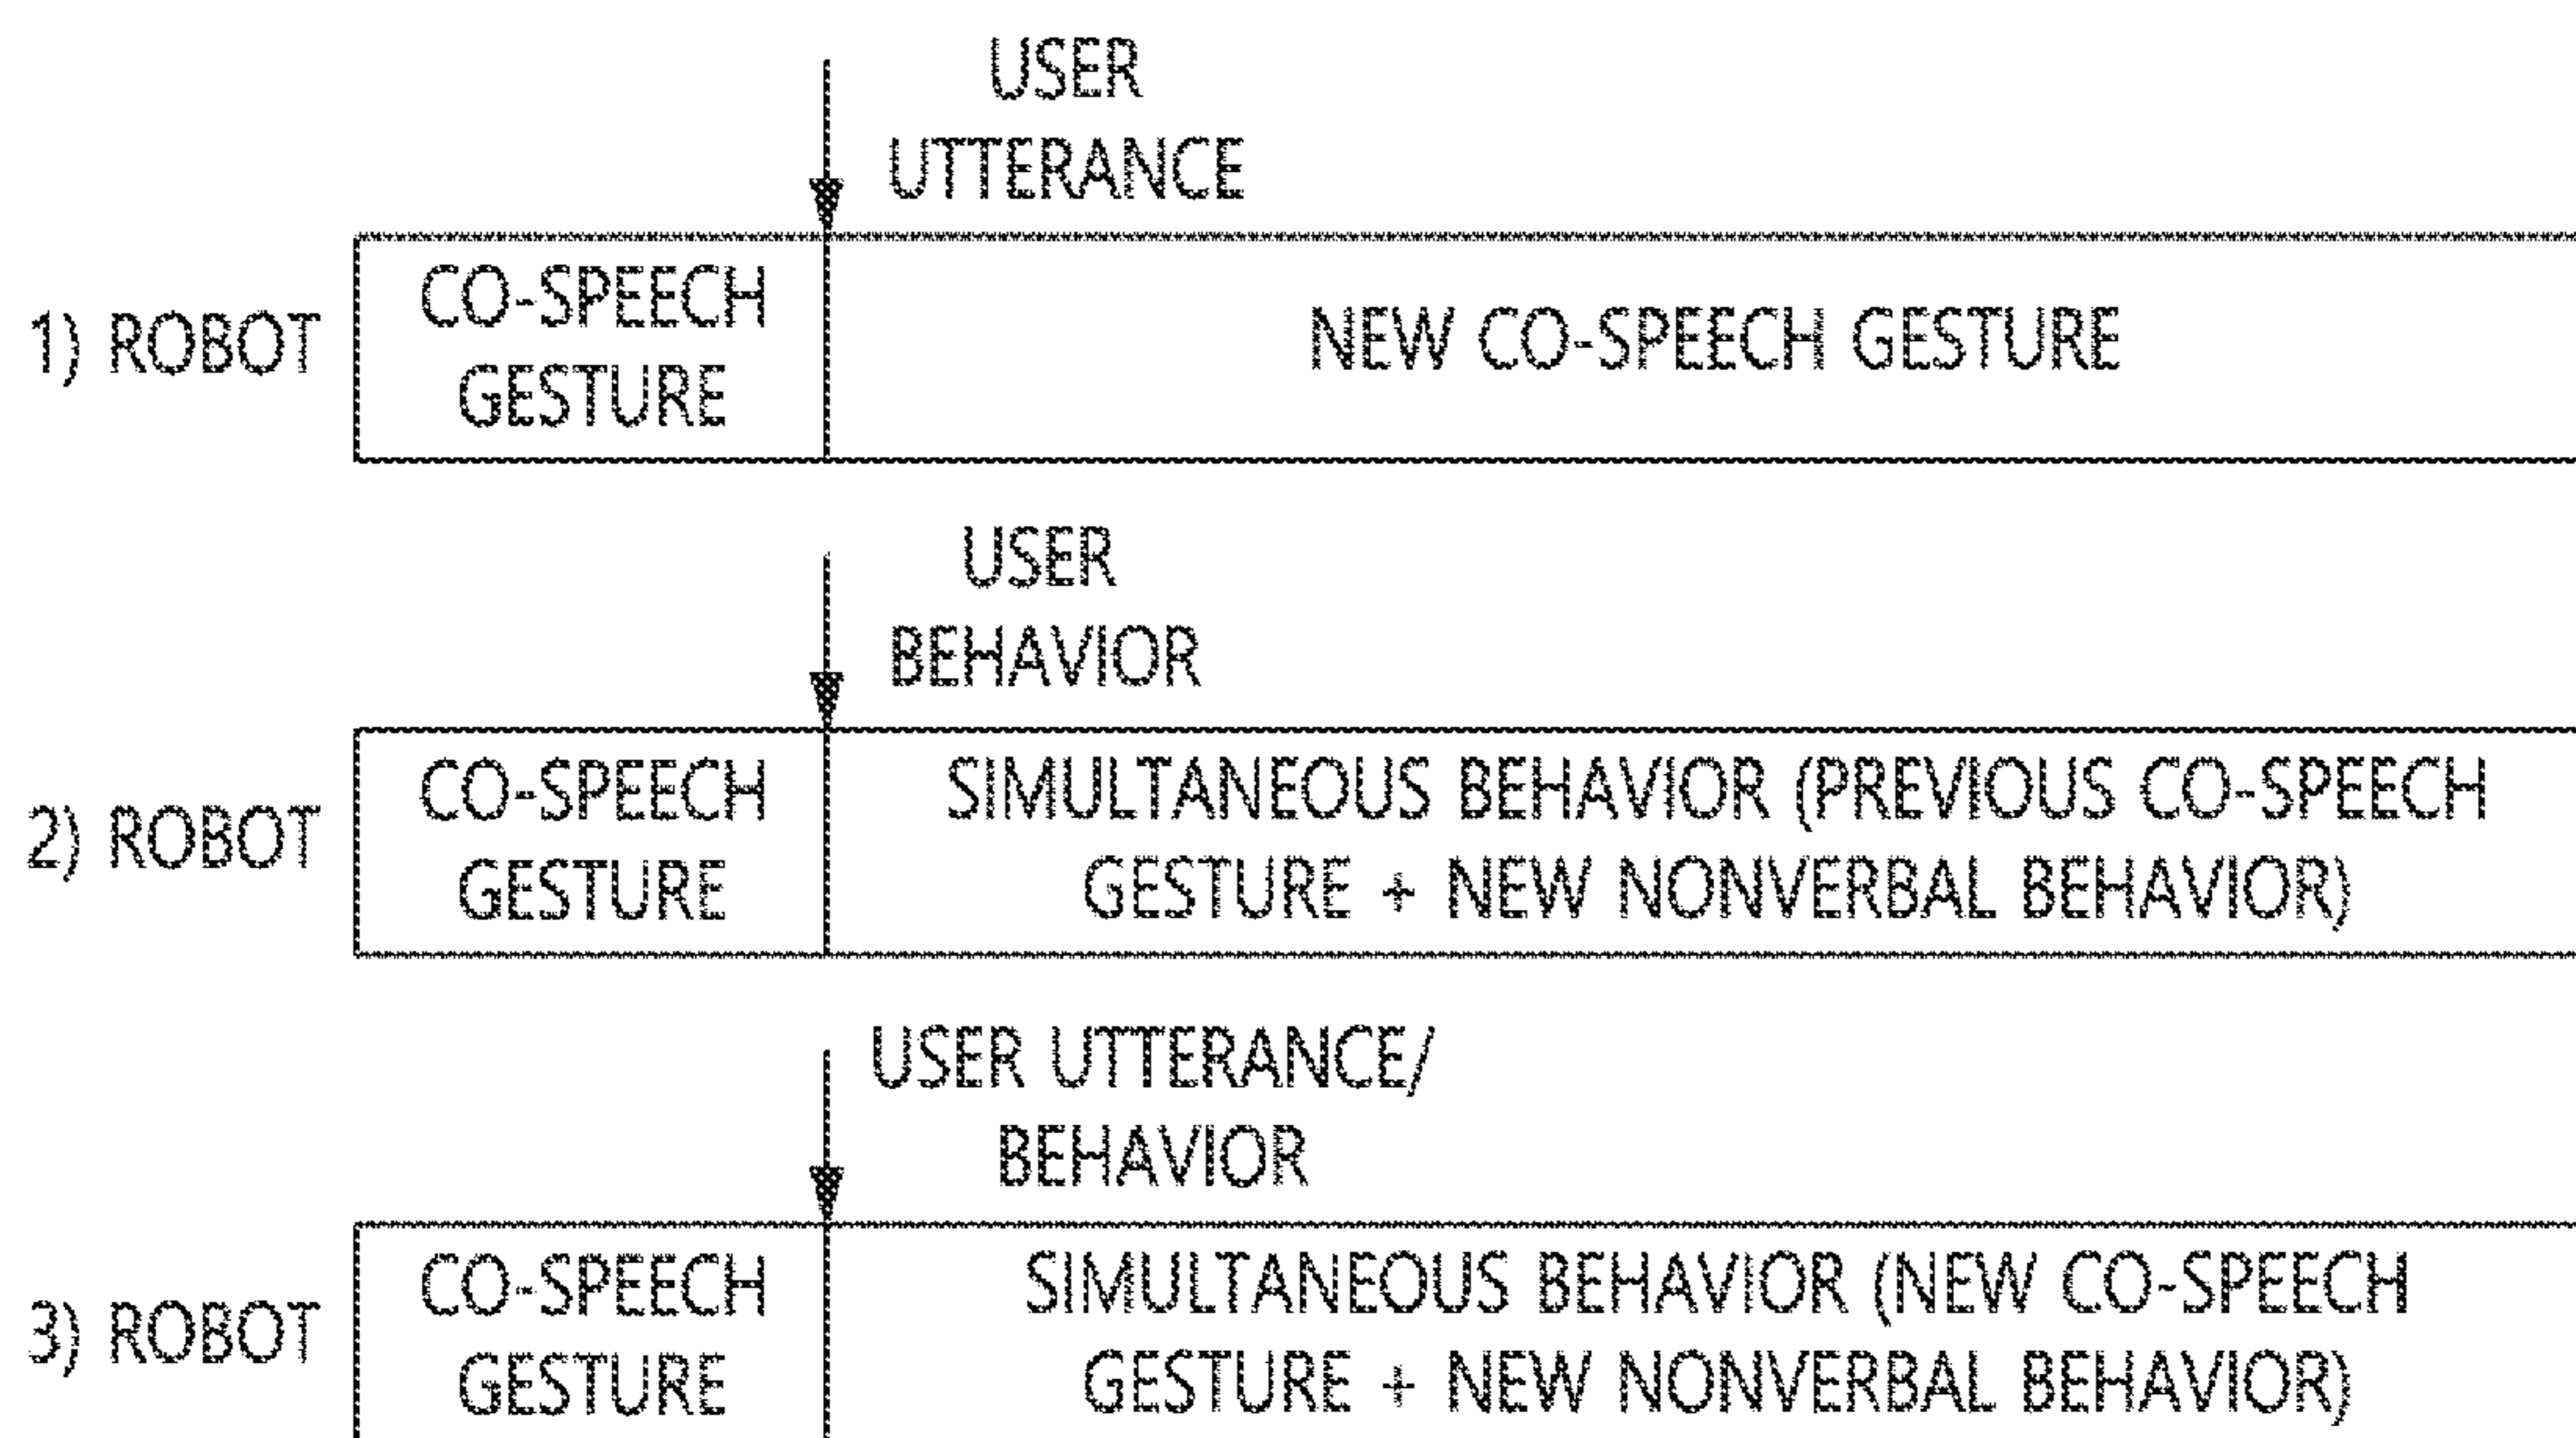 USER
UTTERANCE
1) ROBOT
CO-SPEECH
GESTURE
NEW CO-SPEECH GESTURE
USER
BEHAVIOR
2) ROBOT
CO-SPEECH
GESTURE
SIMULTANEOUS BEHAVIOR (PREVIOUS CO-SPEECH
GESTURE + NEW NONVERBAL BEHAVIOR)
USER UTTERANCE/
BEHAVIOR
3) ROBOT
CO-SPEECH
GESTURE
SIMULTANEOUS BEHAVIOR (NEW CO-SPEECH
GESTURE + NEW NONVERBAL BEHAVIOR)